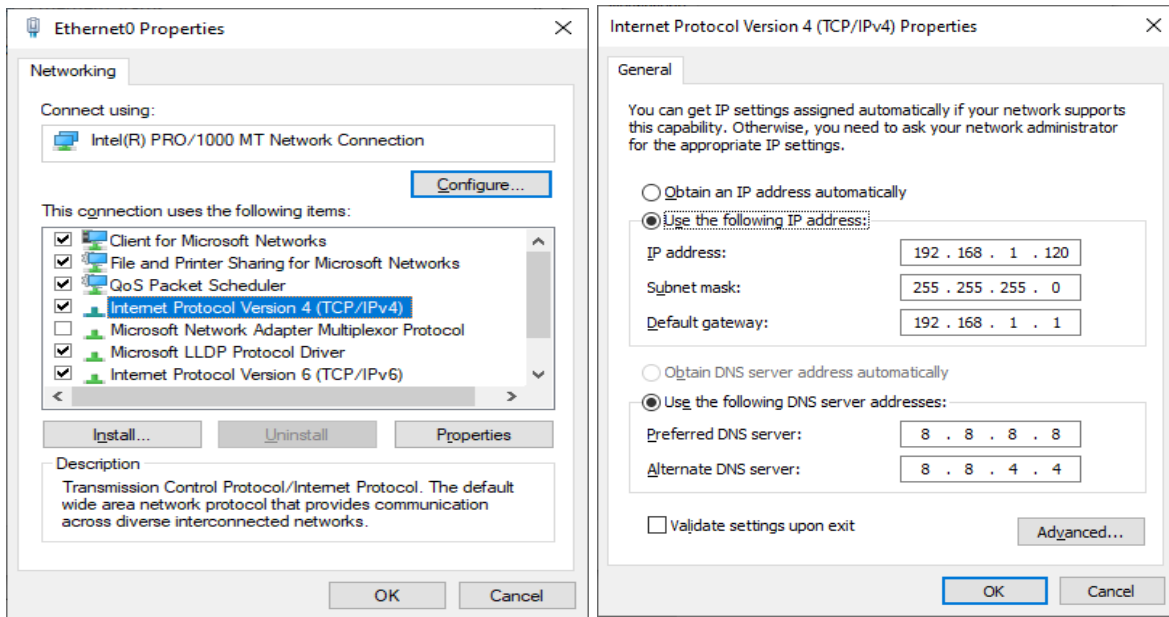 Ethernet0 Properties
Networking
Connect using:
Intel(R) PRO/1000 MT Network Connection
Configure...
This connection uses the following items:
Client for Microsoft Networks
File and Printer Sharing for Microsoft Networks
QoS Packet Scheduler
Internet Protocol Version 4 (TCP/IPv4)
Microsoft Network Adapter Multiplexor Protocol
Microsoft LLDP Protocol Driver
Internet Protocol Version 6 (TCP/IPv6)
Install... Uninstall Properties
Description
Transmission Control Protocol/Internet Protocol. The default
wide area network protocol that provides communication
across diverse interconnected networks.
OK Cancel
Internet Protocol Version 4 (TCP/IPv4) Properties
General
You can get IP settings assigned automatically if your network supports
this capability. Otherwise, you need to ask your network administrator
for the appropriate IP settings.
Obtain an IP address automatically
Use the following IP address:
IP address: 192 . 168 . 1 . 120
Subnet mask: 255 . 255 . 255 . 0
Default gateway: 192 . 168 . 1 . 1
Obtain DNS server address automatically
Use the following DNS server addresses:
Preferred DNS server: 8 . 8 . 8 . 8
Alternate DNS server: 8 . 8 . 4 . 4
Validate settings upon exit
Advanced...
OK Cancel